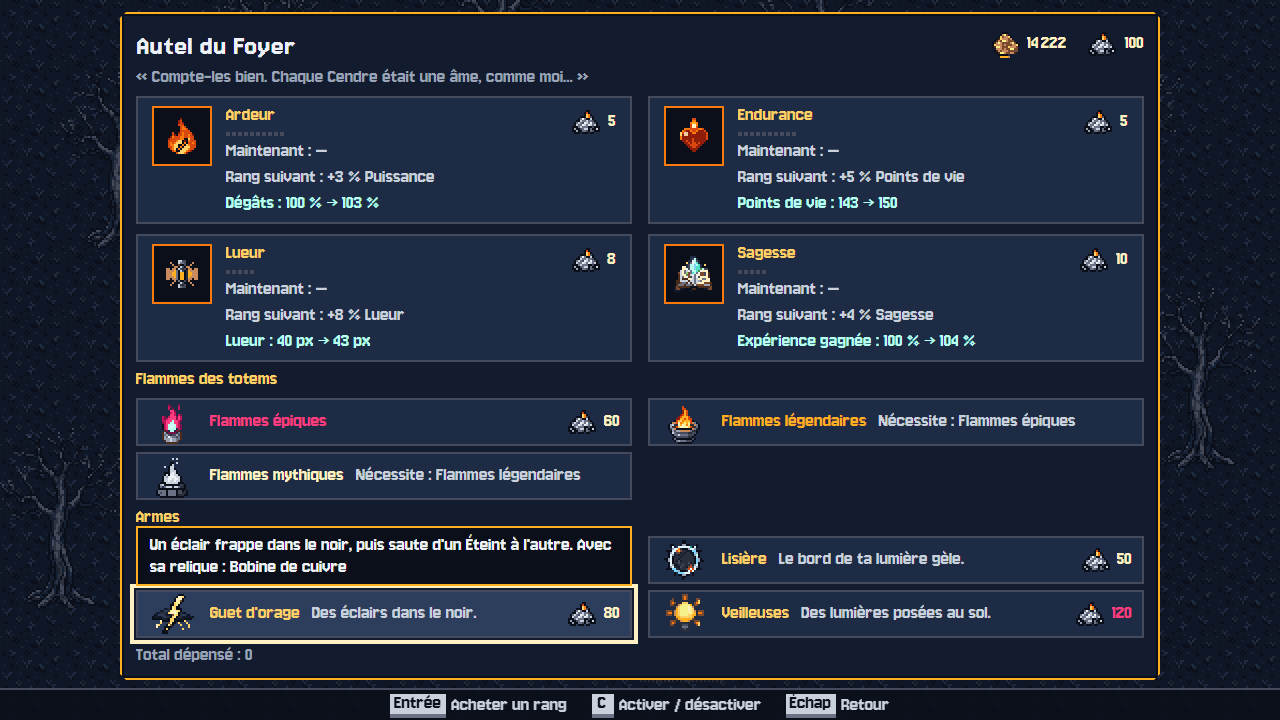 Autel du Foyer
14222
100
« Compte-les bien. Chaque Cendre était une âme, comme moi... »
Ardeur
5
Maintenant : —
Rang suivant : +3 % Puissance
Dégâts : 100 % → 103 %
Endurance
5
Maintenant : —
Rang suivant : +5 % Points de vie
Points de vie : 143 → 150
Lueur
8
Maintenant : —
Rang suivant : +8 % Lueur
Lueur : 40 px → 43 px
Sagesse
10
Maintenant : —
Rang suivant : +4 % Sagesse
Expérience gagnée : 100 % → 104 %
Flammes des totems
Flammes épiques 60
Flammes légendaires Nécessite : Flammes épiques
Flammes mythiques Nécessite : Flammes légendaires
Armes
Un éclair frappe dans le noir, puis saute d'un Éteint à l'autre. Avec
sa relique : Bobine de cuivre
Lisière Le bord de ta lumière gèle. 50
Guet d'orage Des éclairs dans le noir. 80
Veilleuses Des lumières posées au sol. 120
Total dépensé : 0
Entrée Acheter un rang C Activer / désactiver Échap Retour